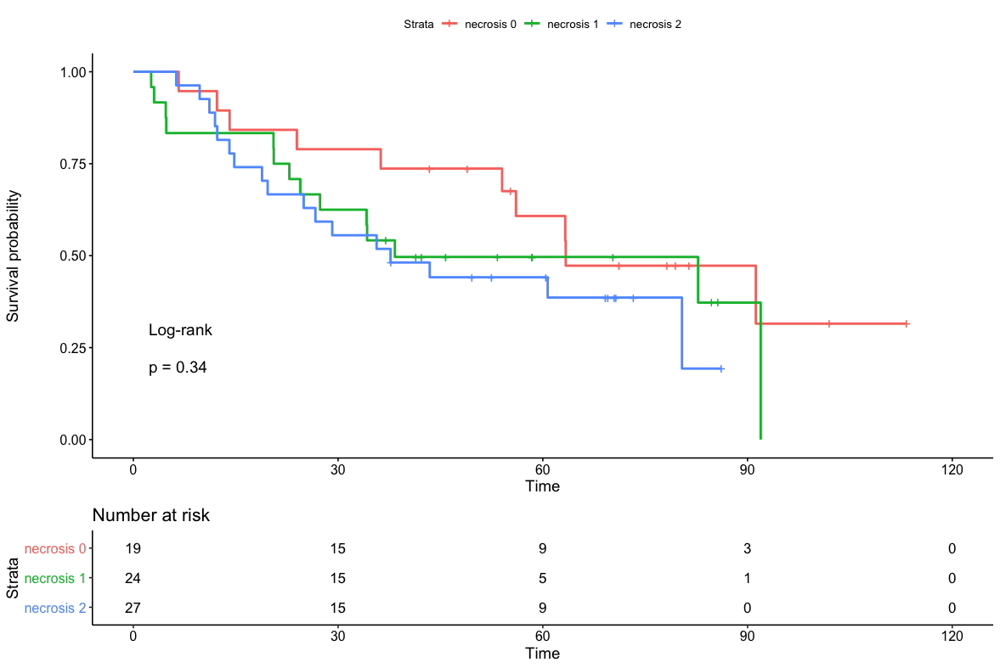 Strata necrosis 0 necrosis 1 necrosis 2
Survival probability
1.00
0.75
0.50
0.25
0.00
Log-rank
p = 0.34
0 30 60 90 120
Time
Number at risk
Strata
necrosis 0 19 15 9 3 0
necrosis 1 24 15 5 1 0
necrosis 2 27 15 9 0 0
0 30 60 90 120
Time